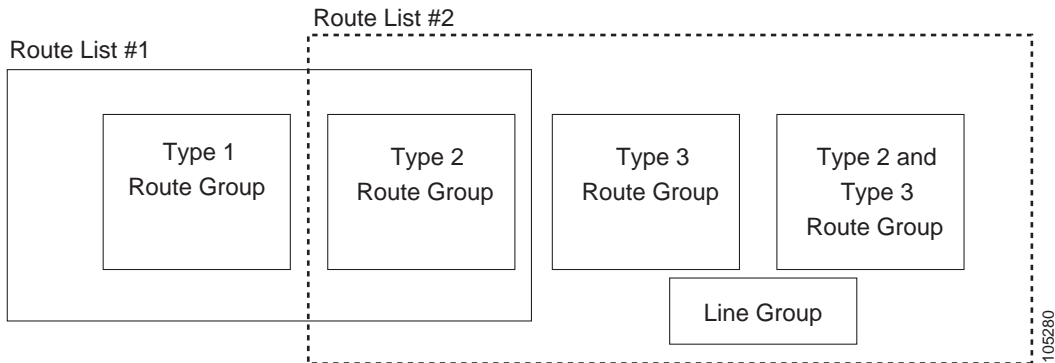 Route List #2
Route List #1
Type 1
Route Group
Type 2
Route Group
Type 3
Route Group
Type 2 and
Type 3
Route Group
Line Group
105280